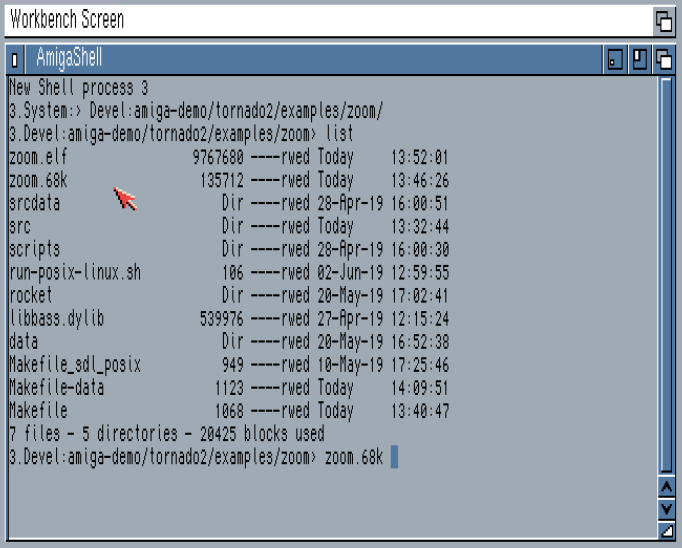 Workbench Screen
AmigaShell
New Shell process 3
3.System:> Devel:amiga-demo/tornado2/examples/zoom/
3.Devel:amiga-demo/tornado2/examples/zoom> list
zoom.elf 9767680 ----rwed Today 13:52:01
zoom.68k 135712 ----rwed Today 13:46:26
srcdata Dir ----rwed 28-Apr-19 16:00:51
src Dir ----rwed Today 13:32:44
scripts Dir ----rwed 28-Apr-19 16:00:30
run-posix-linux.sh 106 ----rwed 02-Jun-19 12:59:55
rocket Dir ----rwed 20-May-19 17:02:41
libbass.dylib 539976 ----rwed 27-Apr-19 12:15:24
data Dir ----rwed 20-May-19 16:52:38
Makefile_sdl_posix 949 ----rwed 10-May-19 17:25:46
Makefile-data 1123 ----rwed Today 14:09:51
Makefile 1068 ----rwed Today 13:40:47
7 files - 5 directories - 20425 blocks used
3.Devel:amiga-demo/tornado2/examples/zoom> zoom.68k